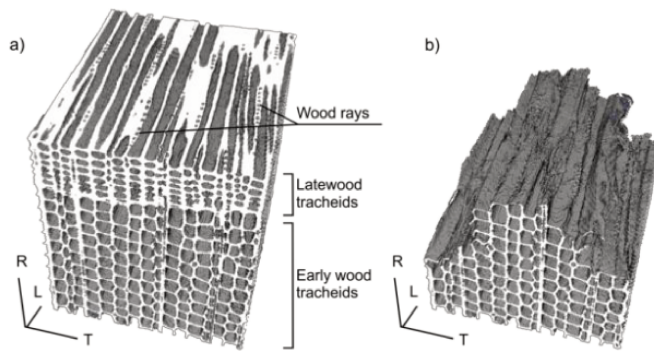 a)
b)
Wood rays
Latewood
tracheids
Early wood
tracheids
R
L
T
R
L
T